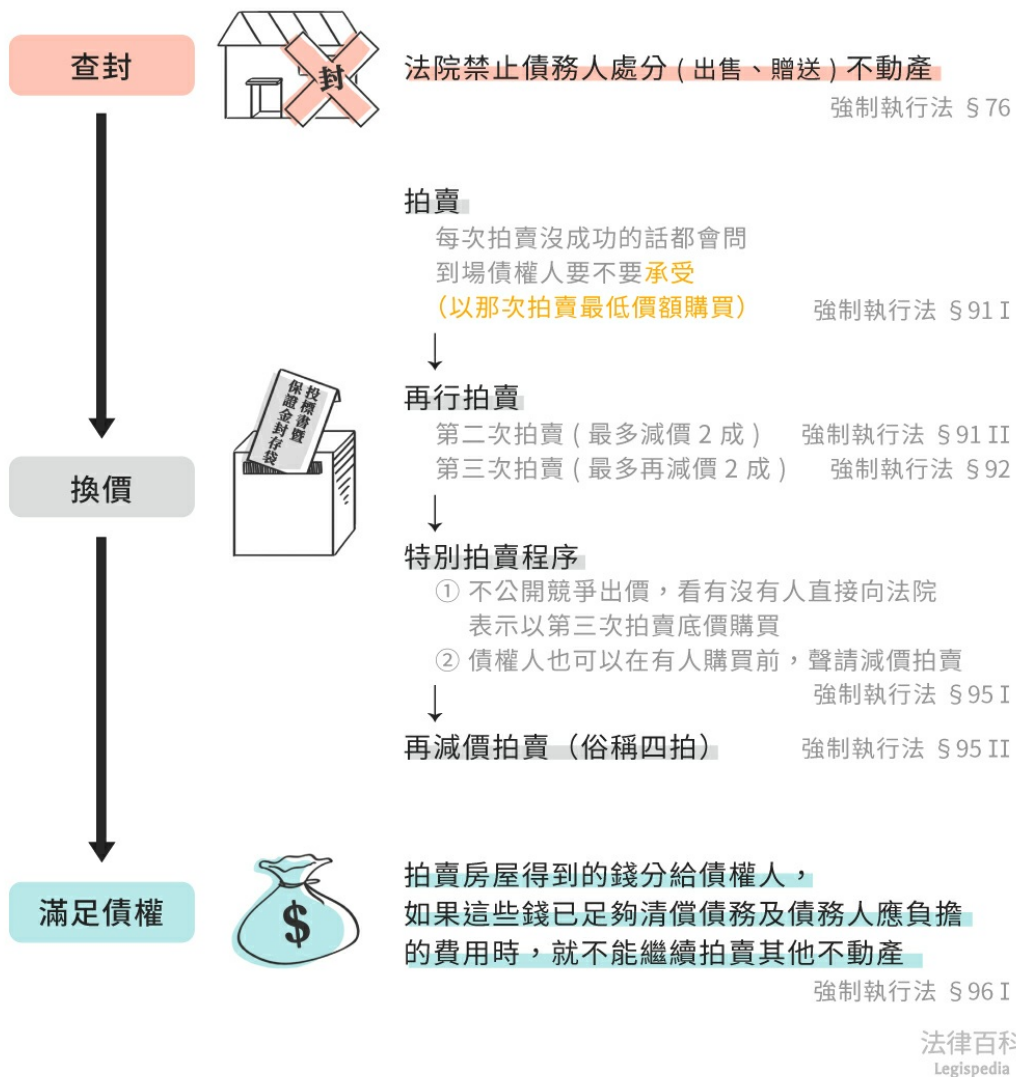 查封
封
法院禁止債務人處分 ( 出售、贈送 ) 不動產
強制執行法 §76
拍賣
每次拍賣沒成功的話都會問
到場債權人要不要承受
（以那次拍賣最低價額購買）
強制執行法 §91 I
↓
再行拍賣
第二次拍賣 ( 最多減價 2 成 ) 強制執行法 §91 II
第三次拍賣 ( 最多再減價 2 成 ) 強制執行法 §92
投標書暨
保證金封存袋
換價
↓
特別拍賣程序
① 不公開競爭出價，看有沒有人直接向法院
表示以第三次拍賣底價購買
② 債權人也可以在有人購買前，聲請減價拍賣
強制執行法 §95 I
↓
再減價拍賣（俗稱四拍） 強制執行法 §95 II
滿足債權
$
拍賣房屋得到的錢分給債權人，
如果這些錢已足夠清償債務及債務人應負擔
的費用時，就不能繼續拍賣其他不動產
強制執行法 §96 I
法律百科
Legispedia